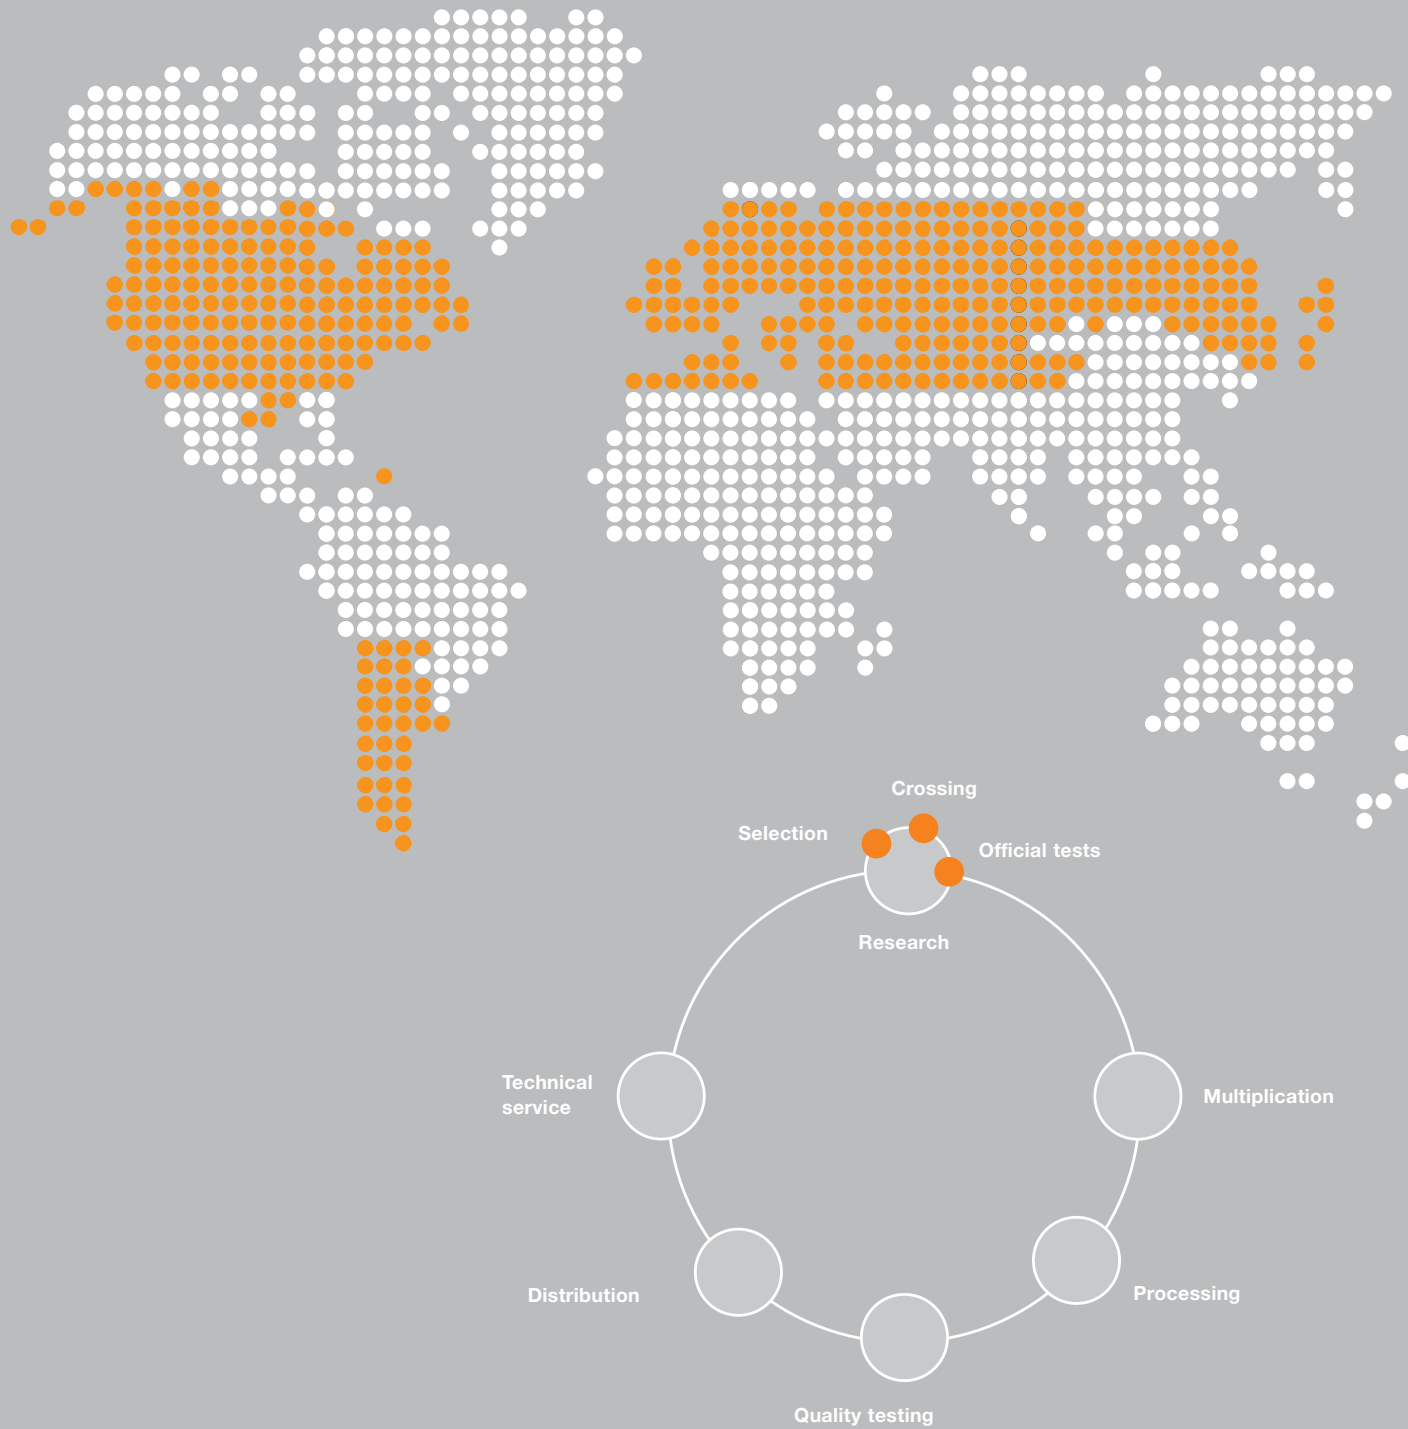 Crossing
Selection
Official tests
Research
Technical
service
Multiplication
Distribution
Processing
Quality testing